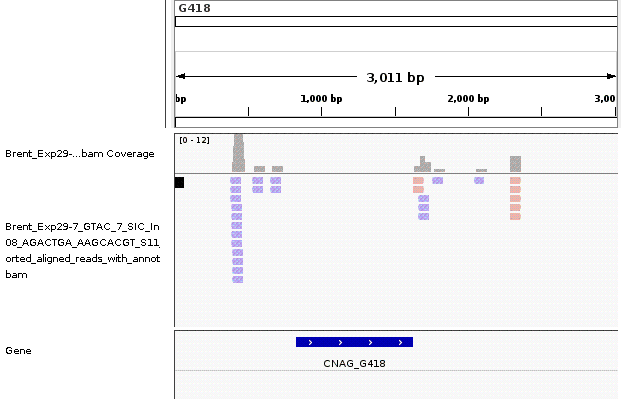 G418
3,011 bp
bp 1,000 bp 2,000 bp 3,00
[0 - 12]
Brent_Exp29-...bam Coverage
Brent_Exp29-7_GTAC_7_SIC_In
08_AGACTGA_AAGCACGT_S11_
orted_aligned_reads_with_annot
bam
Gene
CNAG_G418